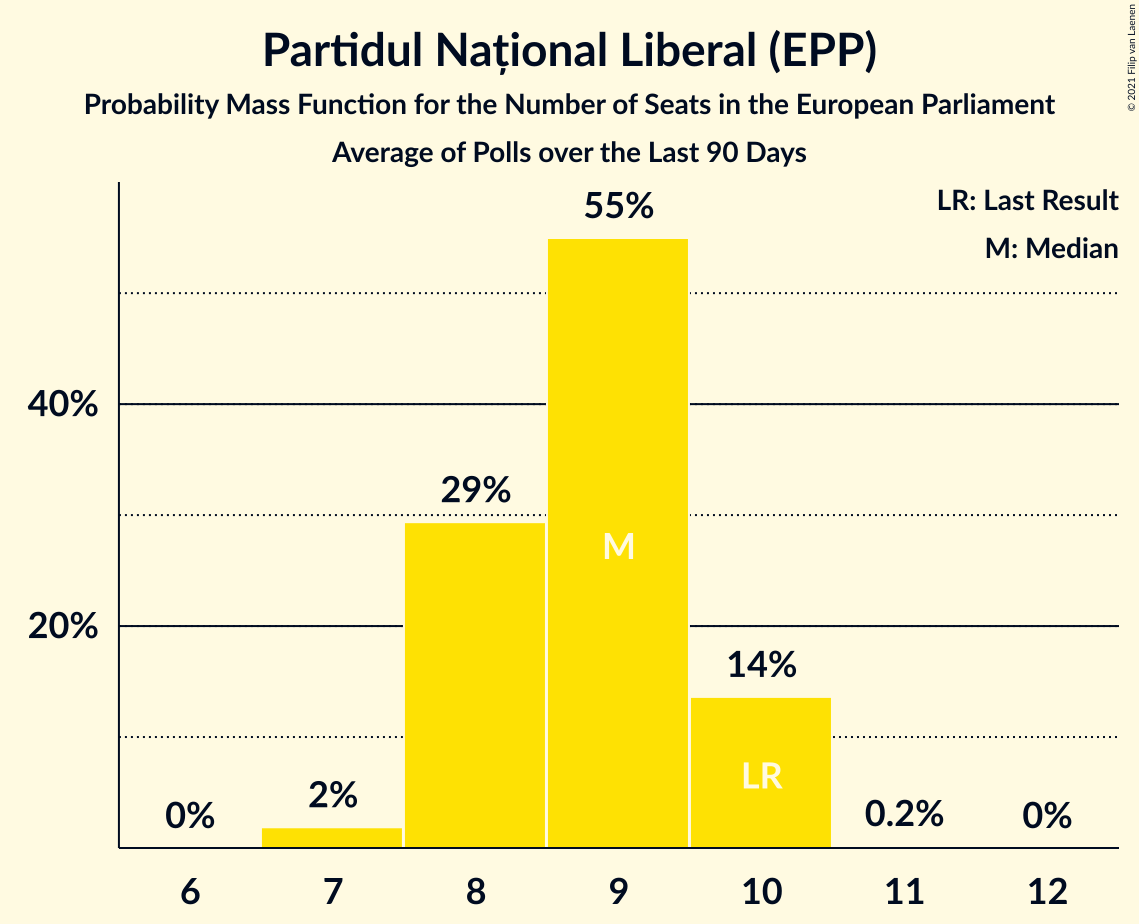 Partidul Național Liberal (EPP)
Probability Mass Function for the Number of Seats in the European Parliament
Average of Polls over the Last 90 Days
© 2021 Filip van Laenen
LR: Last Result
M: Median
55%
40%
29%
M
20%
14%
LR
2%
0%
0.2%
0%
6 7 8 9 10 11 12